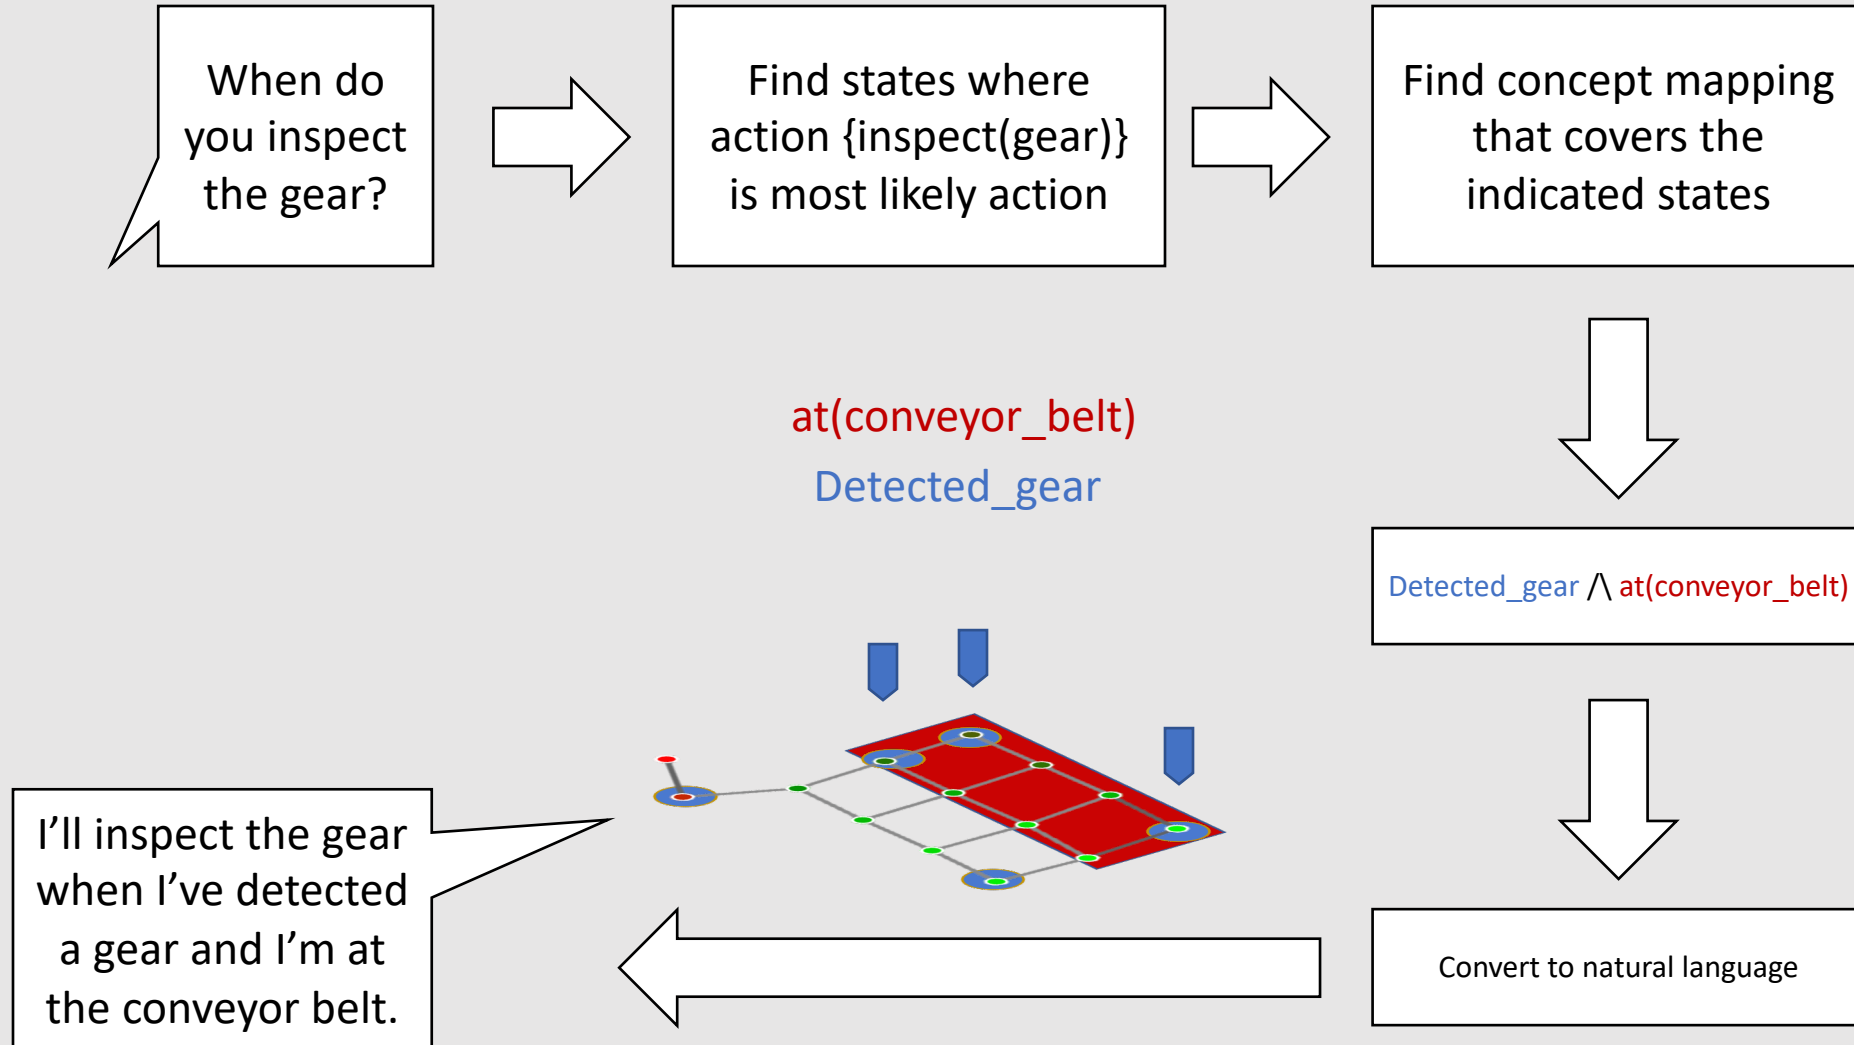 When do
you inspect
the gear?
Find states where
action {inspect(gear)}
is most likely action
Find concept mapping
that covers the
indicated states
at(conveyor_belt)
Detected_gear
Detected_gear /\ at(conveyor_belt)
Convert to natural language
I’ll inspect the gear
when I’ve detected
a gear and I’m at
the conveyor belt.